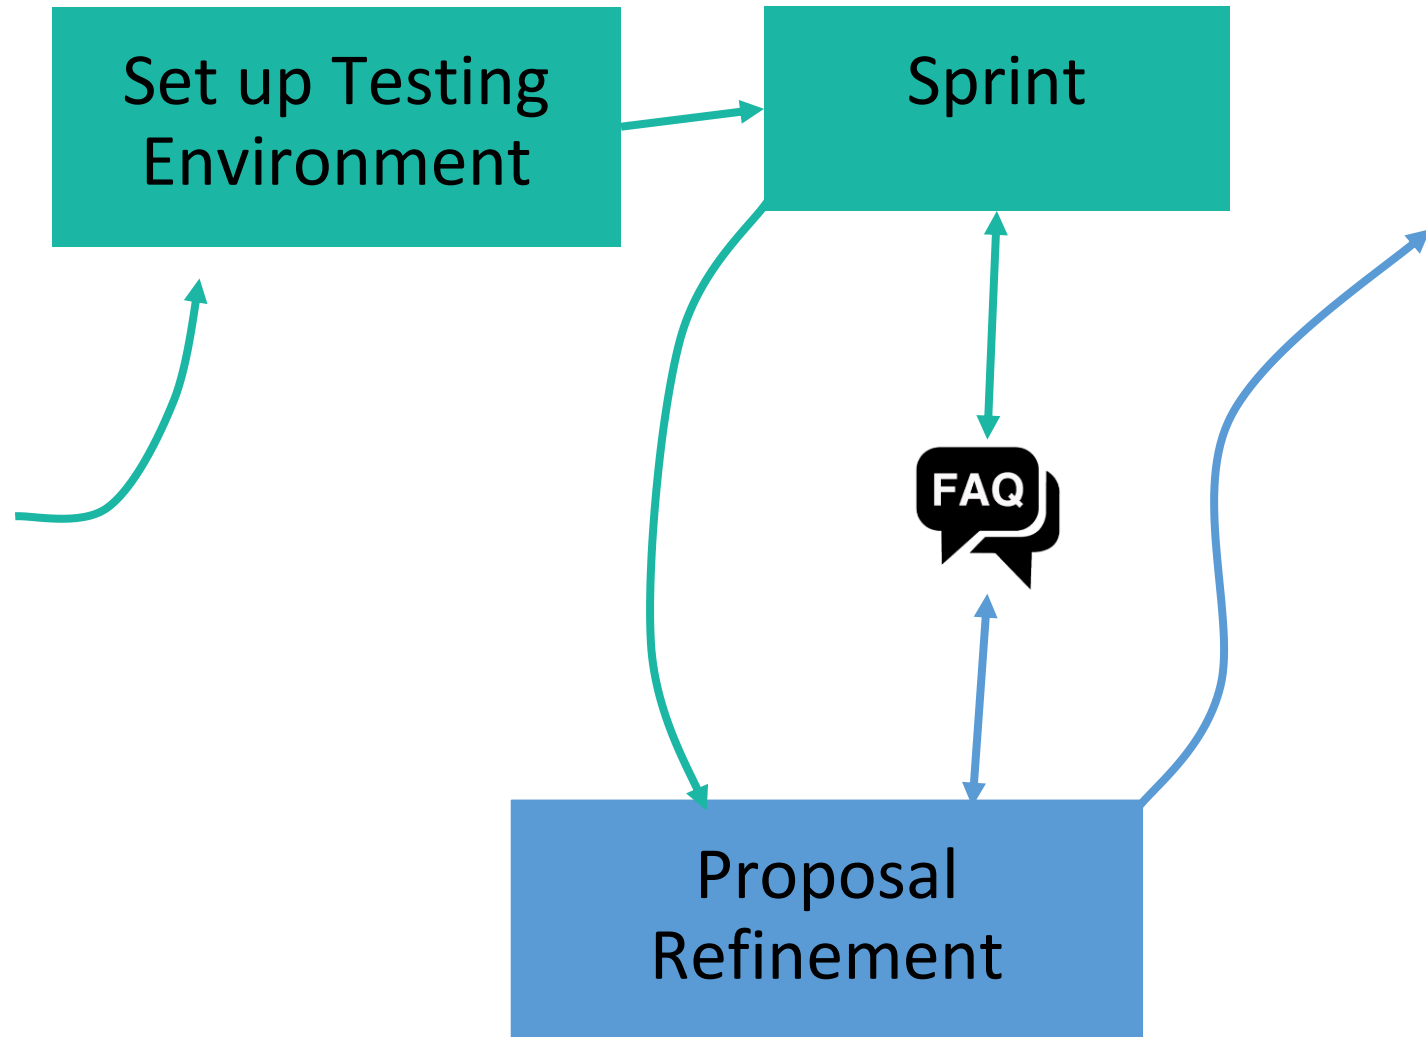 Set up Testing
Environment
Sprint
FAQ
Proposal
Refinement